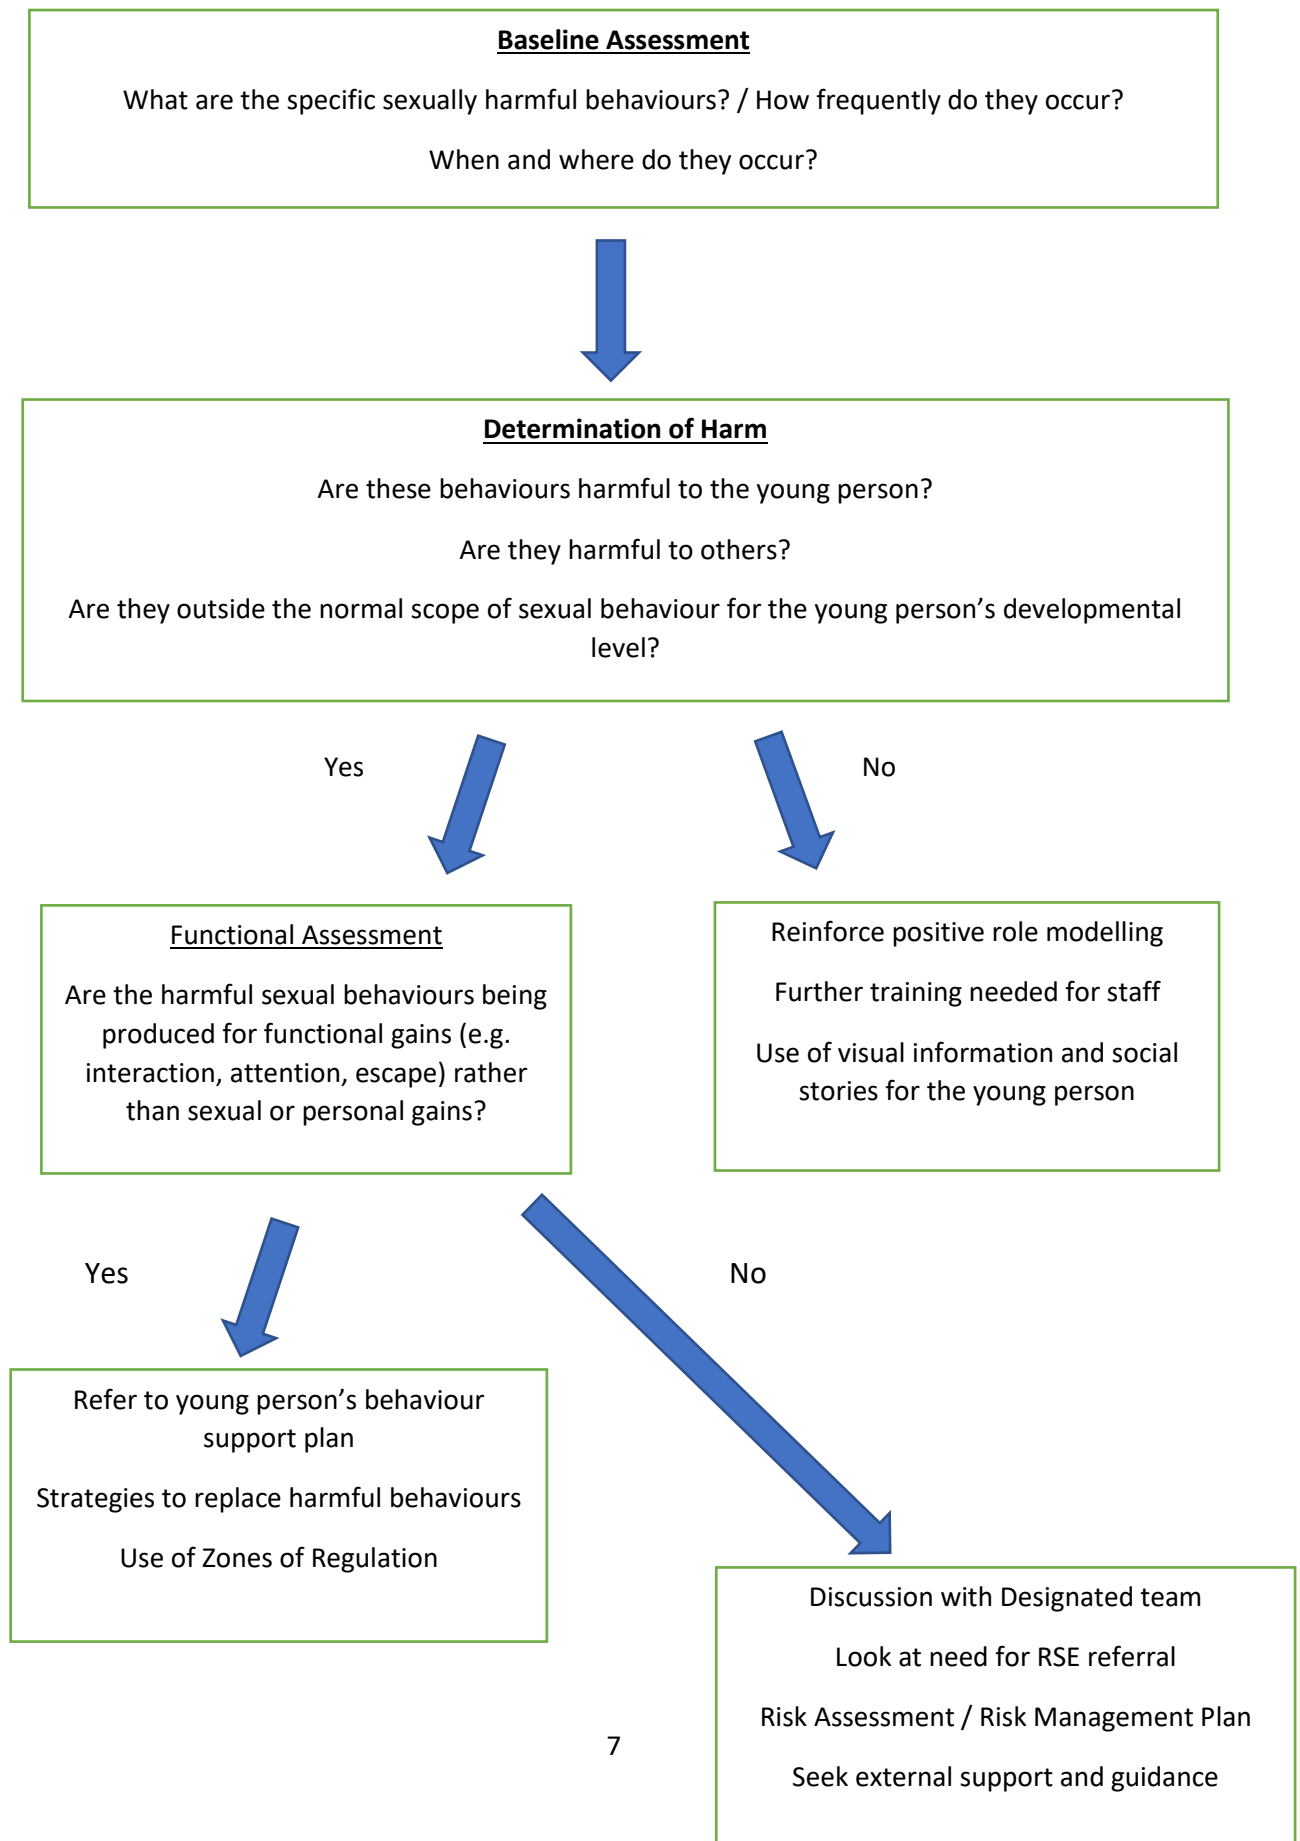 Baseline Assessment
What are the specific sexually harmful behaviours? / How frequently do they occur?
When and where do they occur?
Determination of Harm
Are these behaviours harmful to the young person?
Are they harmful to others?
Are they outside the normal scope of sexual behaviour for the young person’s developmental
level?
Yes
No
Functional Assessment
Are the harmful sexual behaviours being
produced for functional gains (e.g.
interaction, attention, escape) rather
than sexual or personal gains?
Reinforce positive role modelling
Further training needed for staff
Use of visual information and social
stories for the young person
Yes
No
Refer to young person’s behaviour
support plan
Strategies to replace harmful behaviours
Use of Zones of Regulation
Discussion with Designated team
Look at need for RSE referral
Risk Assessment / Risk Management Plan
Seek external support and guidance
7